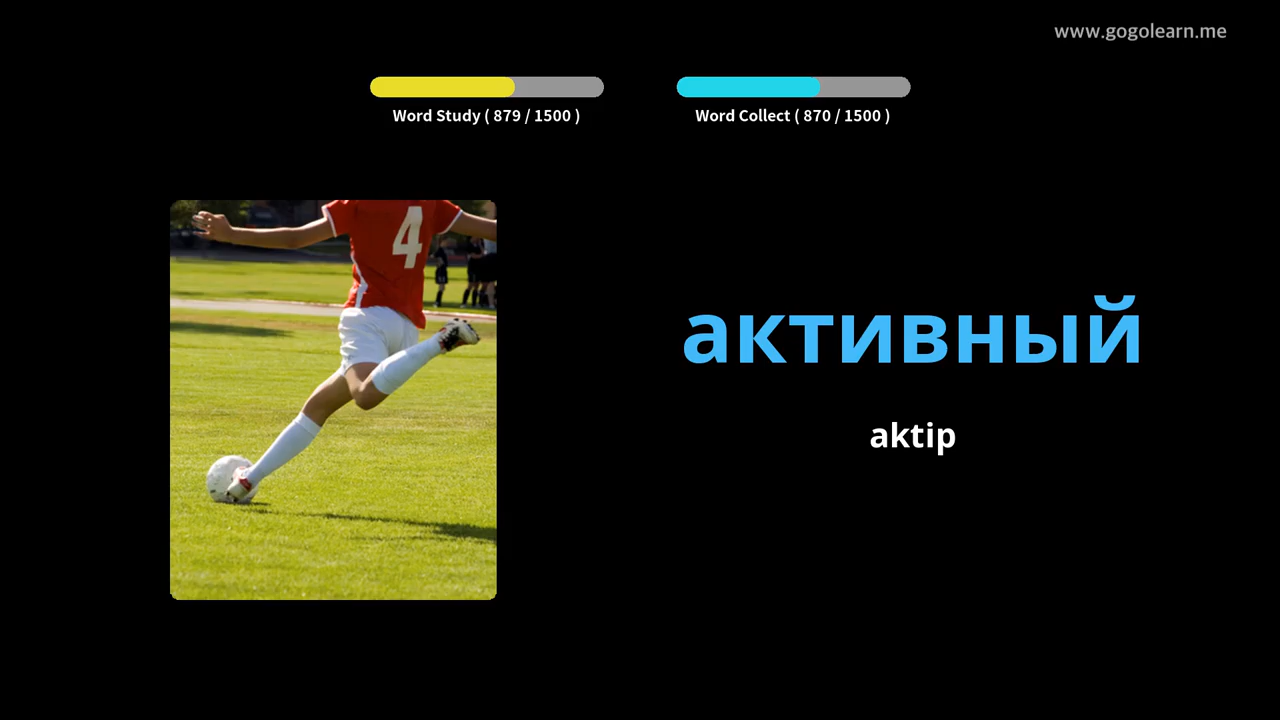 www.gogolearn.me
Word Study ( 879 / 1500 )
Word Collect ( 870 / 1500 )
4
активный
aktip